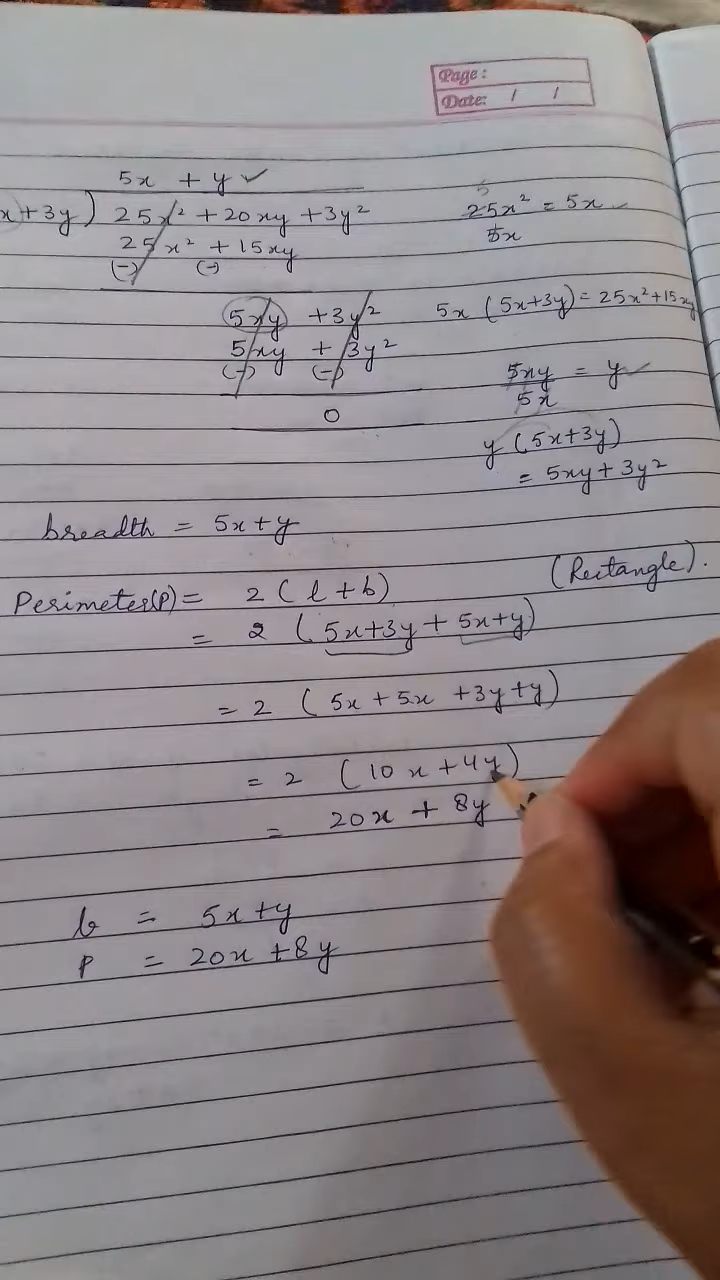 Page:
Date: / /
5x + y ✓
x + 3y ) 25x² + 20xy + 3y²
25x² + 15xy
(-) (-)
5xy + 3y²
5xy + 3y²
(-) (-)
0
5
25x² = 5x ✓
5x
5x (5x+3y) = 25x²+15xy
5xy = y ✓
5x
y (5x+3y)
= 5xy + 3y²
breadth = 5x+y
(Rectangle).
Perimeter(P) = 2 ( l + b )
= 2 ( 5x+3y + 5x+y )
= 2 ( 5x + 5x + 3y + y )
= 2 ( 10x + 4y )
= 20x + 8y
b = 5x+y
P = 20x + 8y